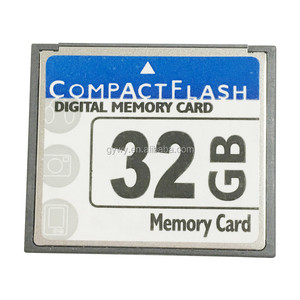 COMPACTFLASH
DIGITAL MEMORY CARD
32 GB
Memory Card